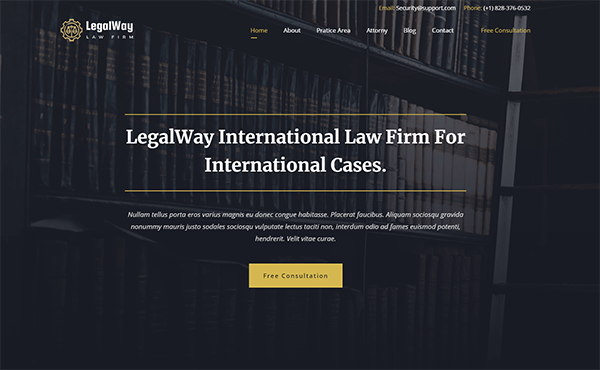 Email: Security@support.com Phone: (+1) 828-376-0532
LegalWay
LAW FIRM
Home About Pratice Area Attorny Blog Contact Free Consultation
LegalWay International Law Firm For
International Cases.
Nullam tellus porta eros varius magnis eu donec congue habitasse. Placerat faucibus. Aliquam sociosqu gravida
nonummy mauris justo sodales sociosqu vulputate lectus taciti non, interdum odio ad fames euismod potenti,
hendrerit. Velit vitae curae.
Free Consultation